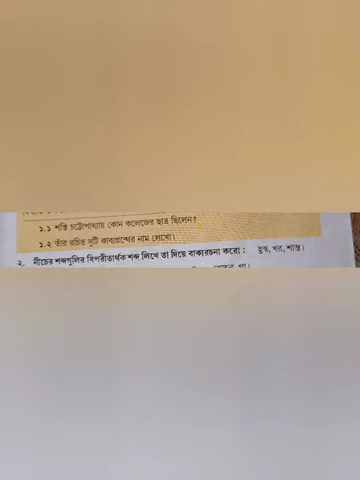 ১.১ শক্তি চট্টোপাধ্যায় কোন কলেজের ছাত্র ছিলেন?
১.২ তাঁর রচিত দুটি কাব্যগ্রন্থের নাম লেখো।
২. নীচের শব্দগুলির বিপরীতার্থক শব্দ লিখে তা দিয়ে বাক্যরচনা করো : হ্রস্ব, খর, শান্ত।